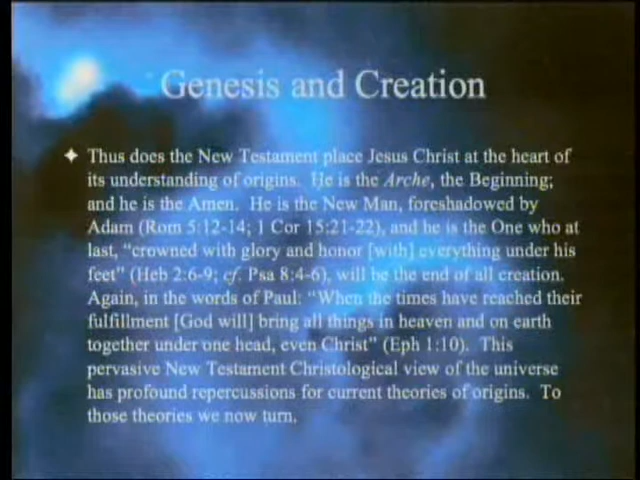 Genesis and Creation
✦ Thus does the New Testament place Jesus Christ at the heart of
its understanding of origins. He is the Arche, the Beginning;
and he is the Amen. He is the New Man, foreshadowed by
Adam (Rom 5:12-14; 1 Cor 15:21-22), and he is the One who at
last, "crowned with glory and honor [with] everything under his
feet" (Heb 2:6-9; cf. Psa 8:4-6), will be the end of all creation.
Again, in the words of Paul: "When the times have reached their
fulfillment [God will] bring all things in heaven and on earth
together under one head, even Christ" (Eph 1:10). This
pervasive New Testament Christological view of the universe
has profound repercussions for current theories of origins. To
those theories we now turn.